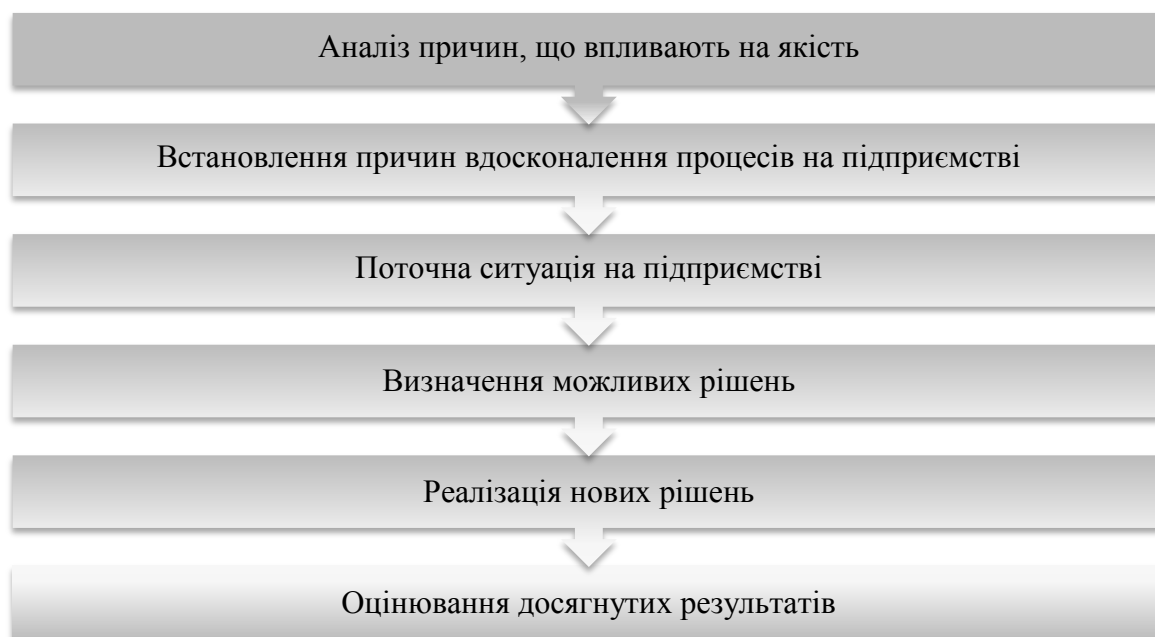 Аналіз причин, що впливають на якість
Встановлення причин вдосконалення процесів на підприємстві
Поточна ситуація на підприємстві
Визначення можливих рішень
Реалізація нових рішень
Оцінювання досягнутих результатів